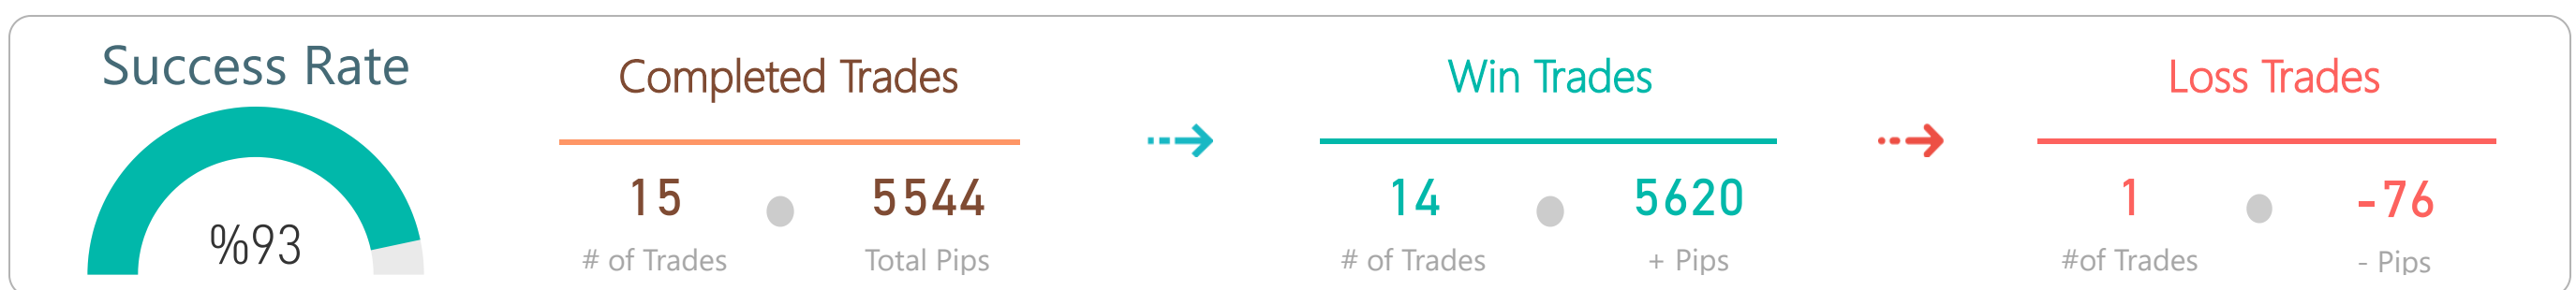 Success Rate
%93
Completed Trades
15 5544
# of Trades Total Pips
Win Trades
14 5620
# of Trades + Pips
Loss Trades
1 -76
#of Trades - Pips